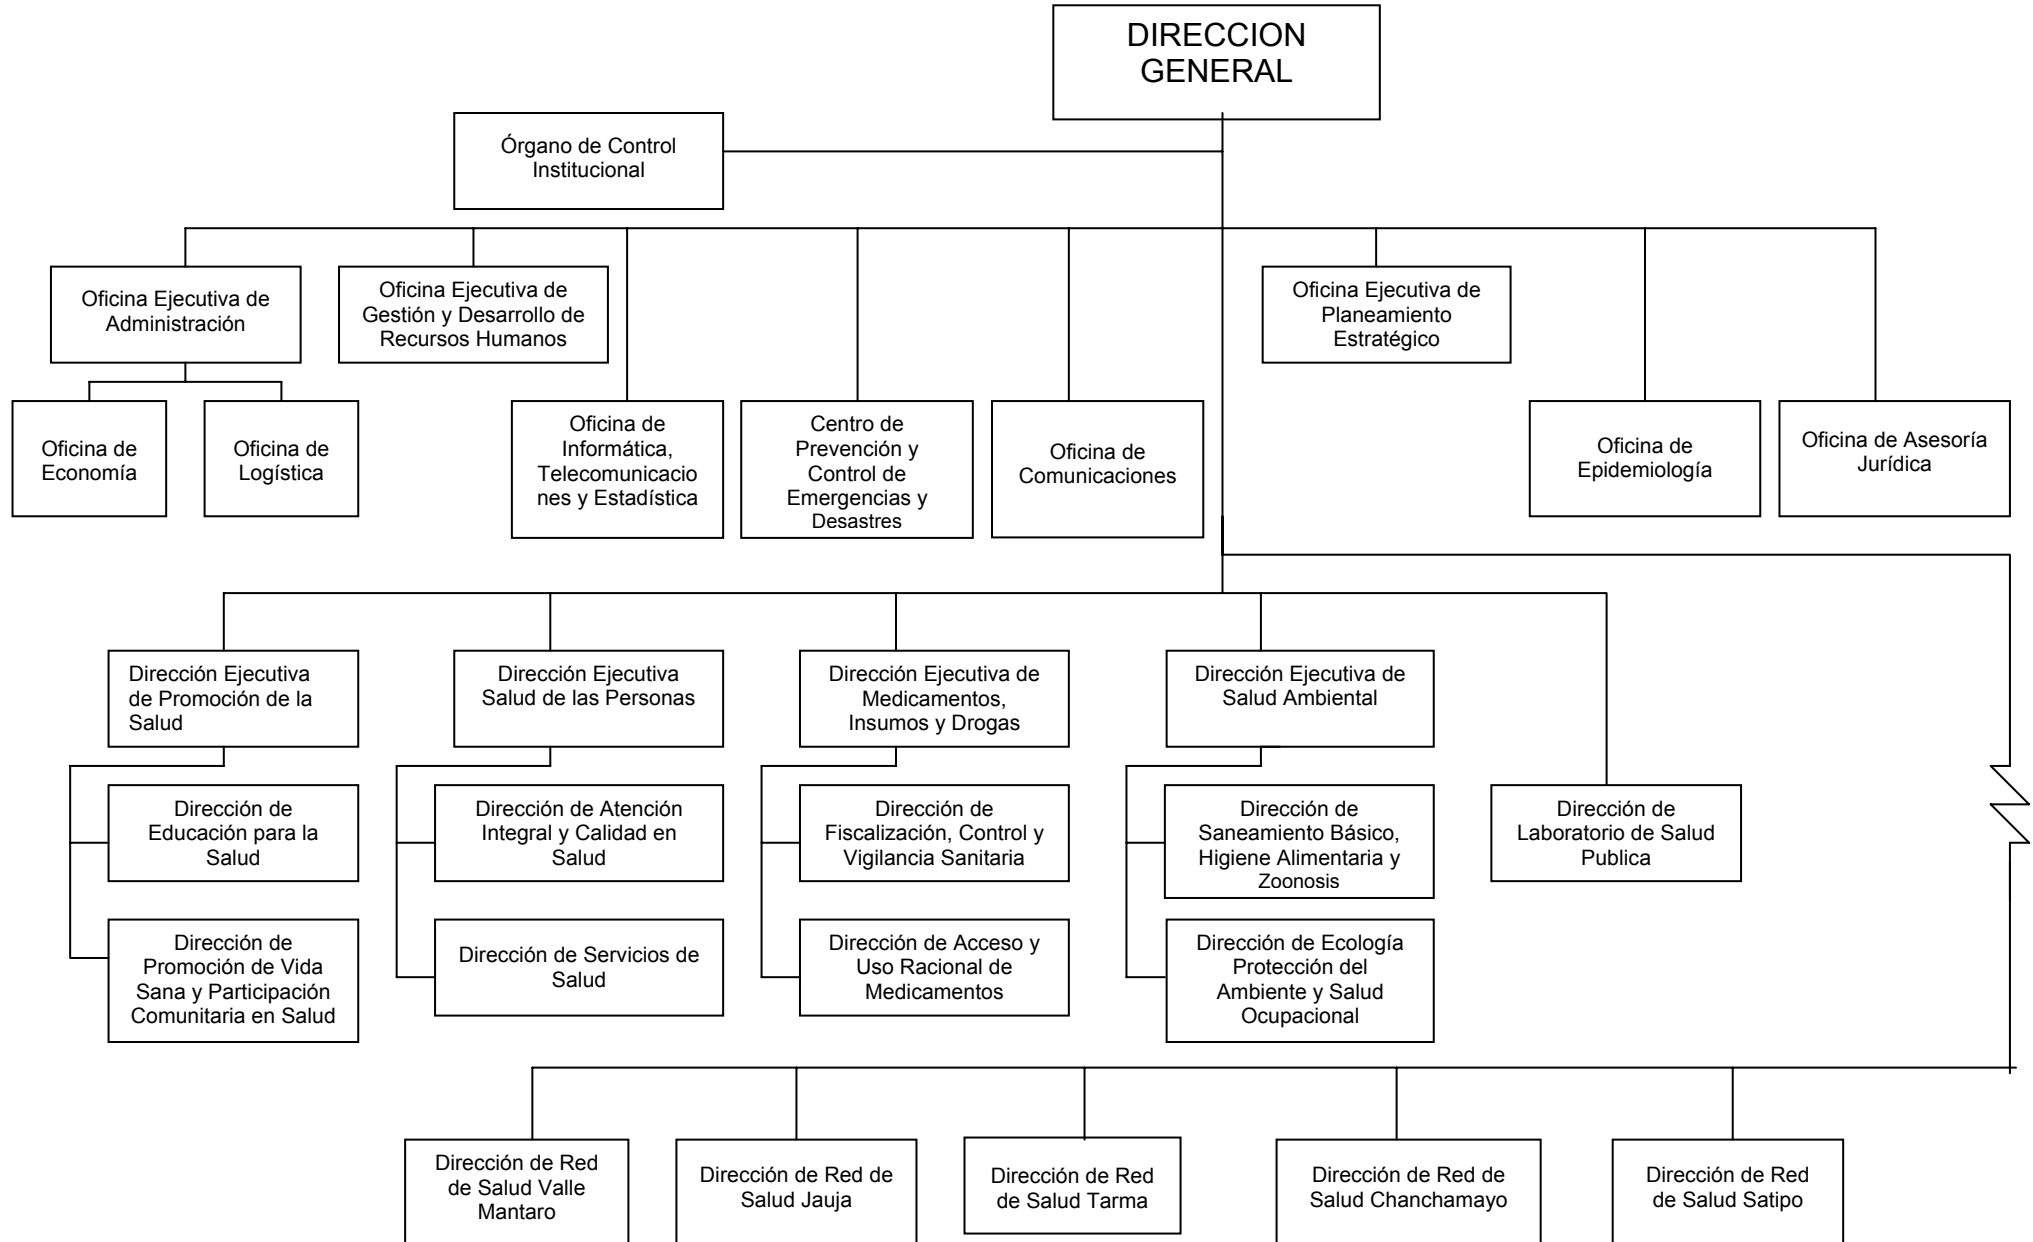 DIRECCION
GENERAL
Órgano de Control
Institucional
Oficina Ejecutiva de
Administración
Oficina Ejecutiva de
Gestión y Desarrollo de
Recursos Humanos
Oficina Ejecutiva de
Planeamiento
Estratégico
Oficina de
Economía
Oficina de
Logística
Oficina de
Informática,
Telecomunicacio
nes y Estadística
Centro de
Prevención y
Control de
Emergencias y
Desastres
Oficina de
Comunicaciones
Oficina de
Epidemiología
Oficina de Asesoría
Jurídica
Dirección Ejecutiva
de Promoción de la
Salud
Dirección Ejecutiva
Salud de las Personas
Dirección Ejecutiva de
Medicamentos,
Insumos y Drogas
Dirección Ejecutiva de
Salud Ambiental
Dirección de
Educación para la
Salud
Dirección de Atención
Integral y Calidad en
Salud
Dirección de
Fiscalización, Control y
Vigilancia Sanitaria
Dirección de
Saneamiento Básico,
Higiene Alimentaria y
Zoonosis
Dirección de
Laboratorio de Salud
Publica
Dirección de
Promoción de Vida
Sana y Participación
Comunitaria en Salud
Dirección de Servicios de
Salud
Dirección de Acceso y
Uso Racional de
Medicamentos
Dirección de Ecología
Protección del
Ambiente y Salud
Ocupacional
Dirección de Red
de Salud Valle
Mantaro
Dirección de Red de
Salud Jauja
Dirección de Red
de Salud Tarma
Dirección de Red de
Salud Chanchamayo
Dirección de Red
de Salud Satipo